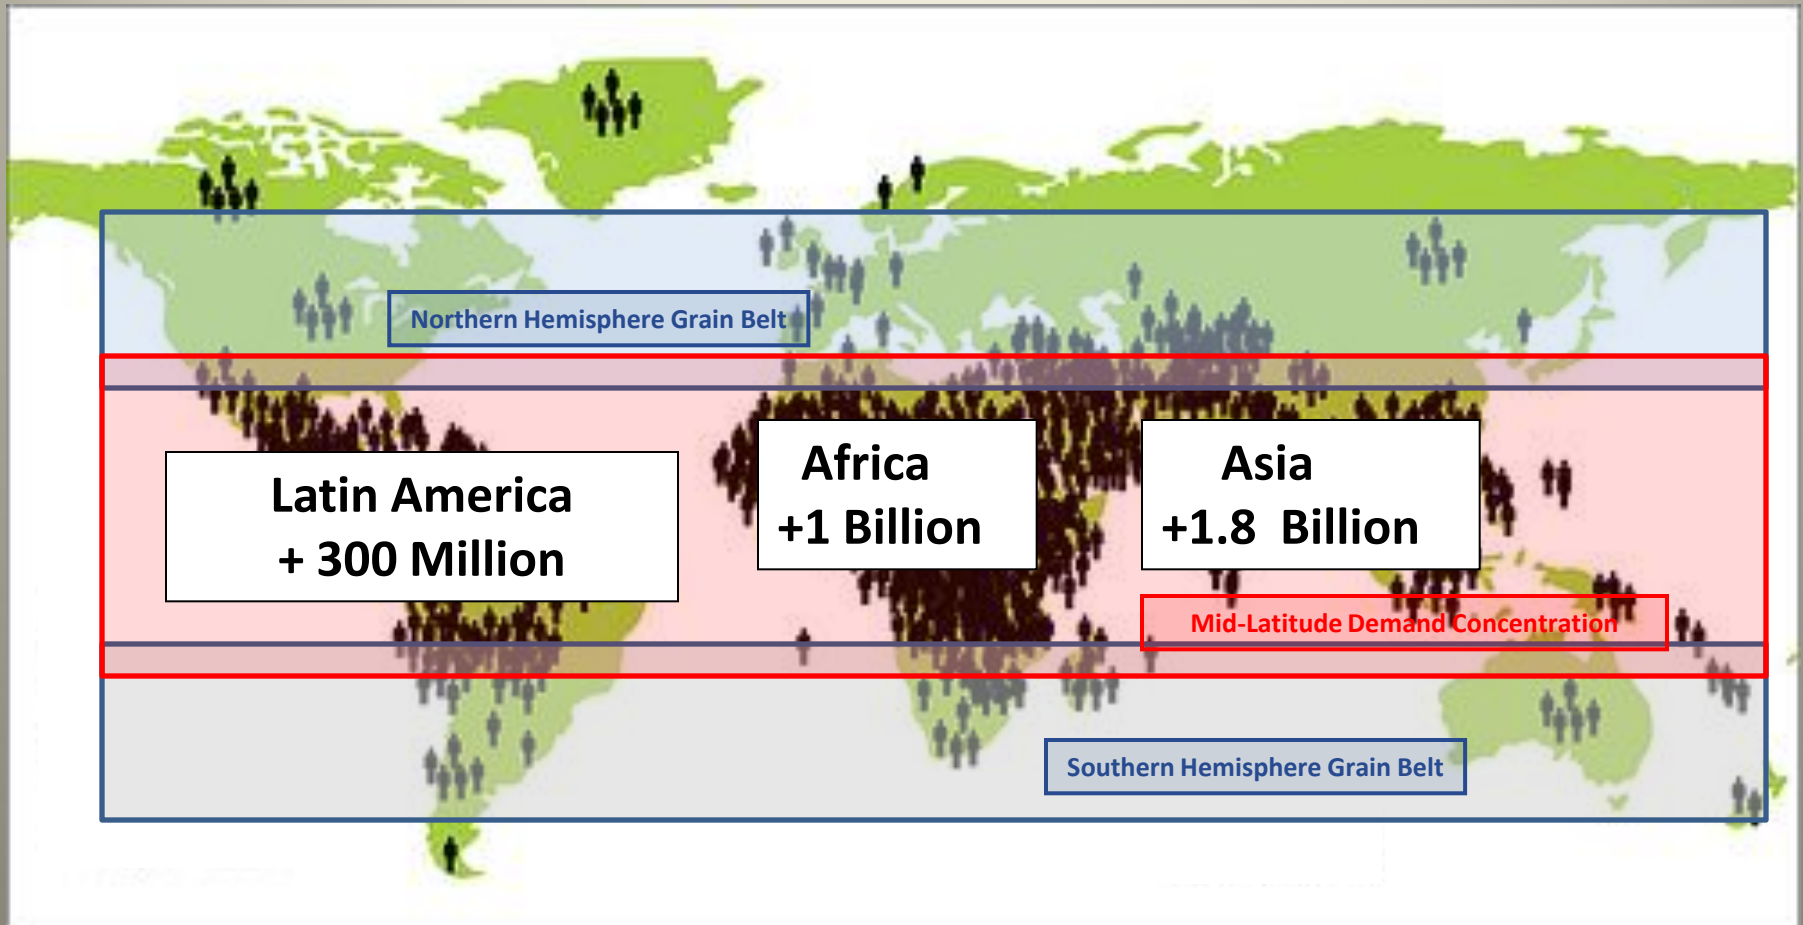 Northern Hemisphere Grain Belt
Latin America
+ 300 Million
Africa
+1 Billion
Asia
+1.8 Billion
Mid-Latitude Demand Concentration
Southern Hemisphere Grain Belt